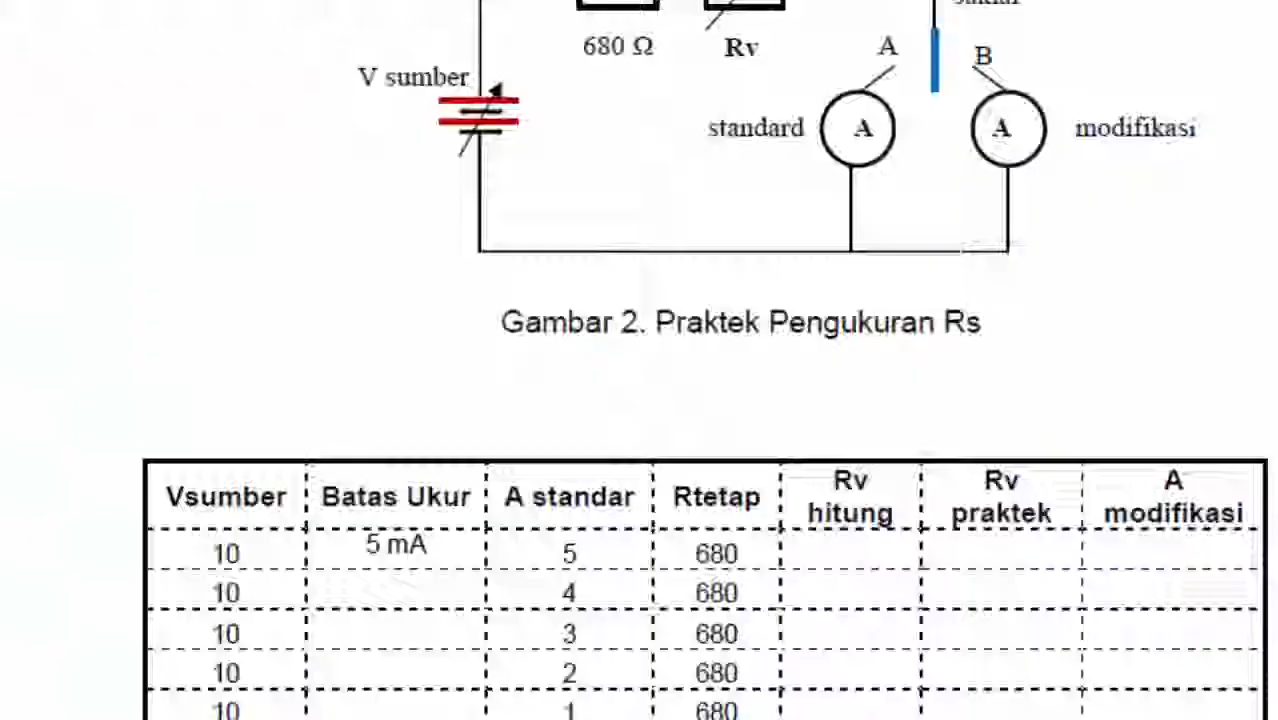 saklar
680 Ω
Rv
A
B
V sumber
standard
A
A
modifikasi
Gambar 2. Praktek Pengukuran Rs
Vsumber Batas Ukur A standar Rtetap Rv hitung Rv praktek A modifikasi
10 5 mA 5 680
10 4 680
10 3 680
10 2 680
10 1 680